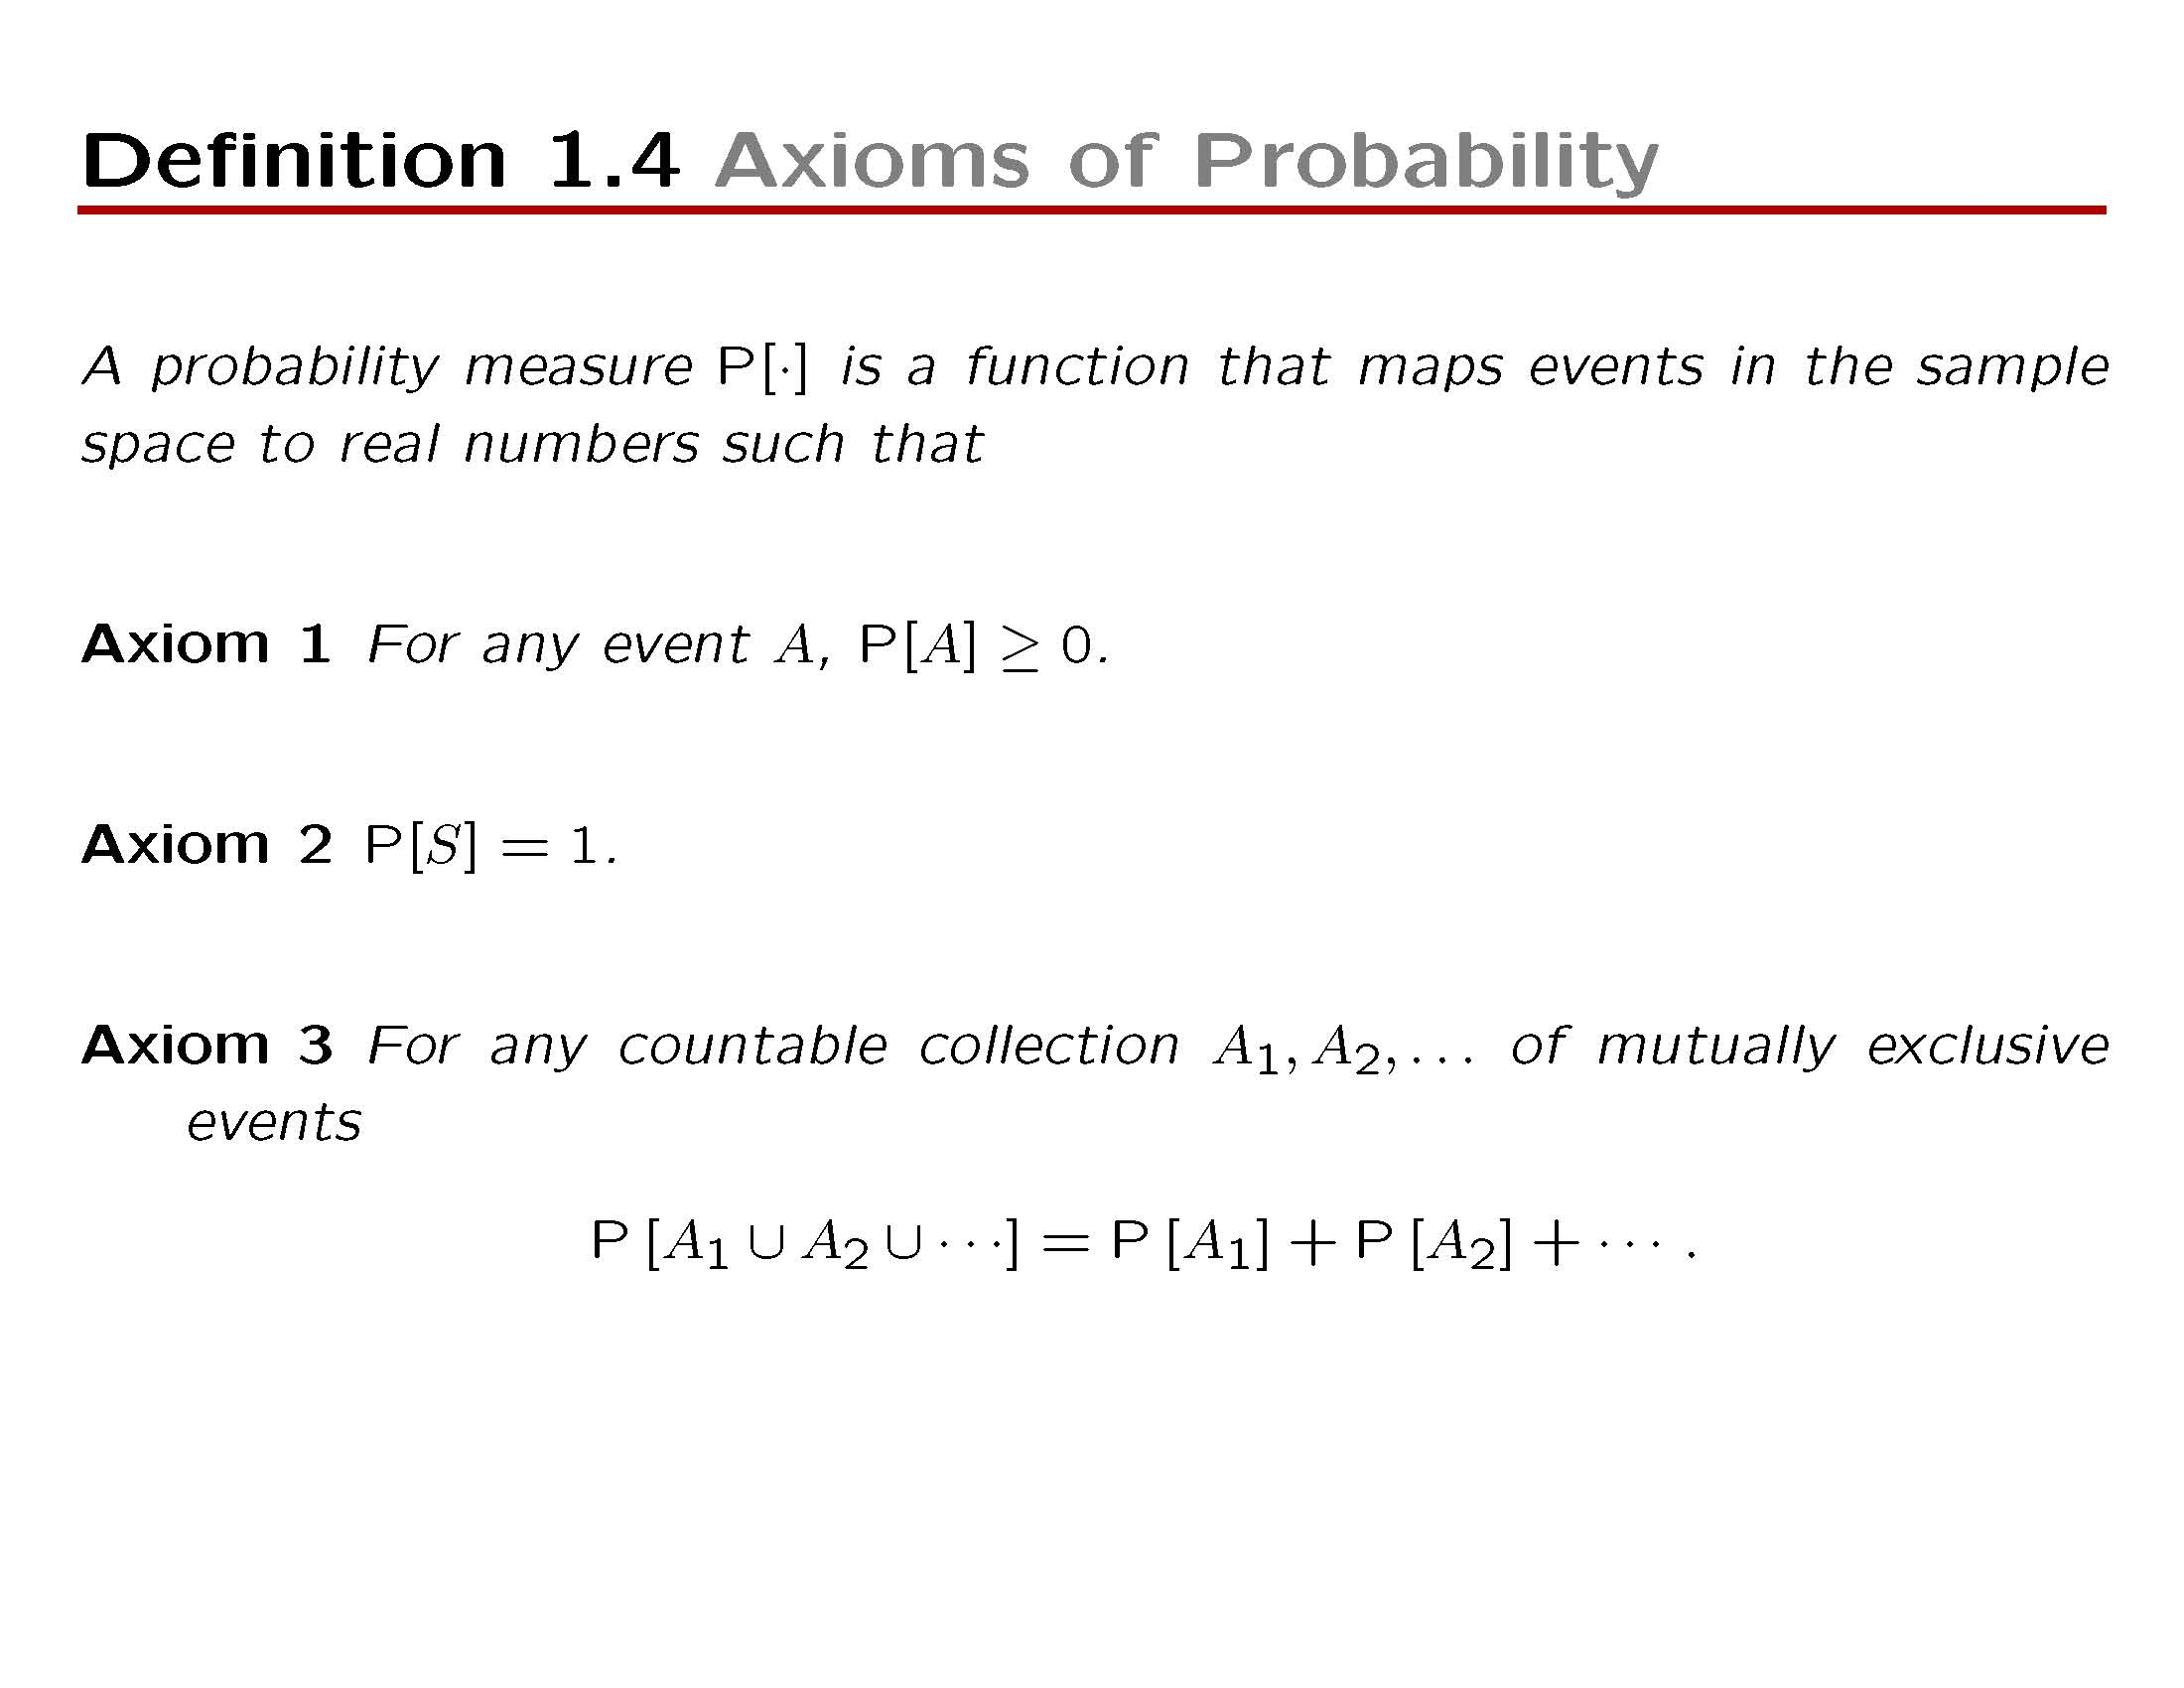 Definition 1.4 Axioms of Probability
A probability measure P[·] is a function that maps events in the sample
space to real numbers such that
Axiom 1 For any event A, P[A] ≥ 0.
Axiom 2 P[S] = 1.
Axiom 3 For any countable collection A₁, A₂, . . . of mutually exclusive
events
P [A₁ ∪ A₂ ∪ · · ·] = P [A₁] + P [A₂] + · · · .